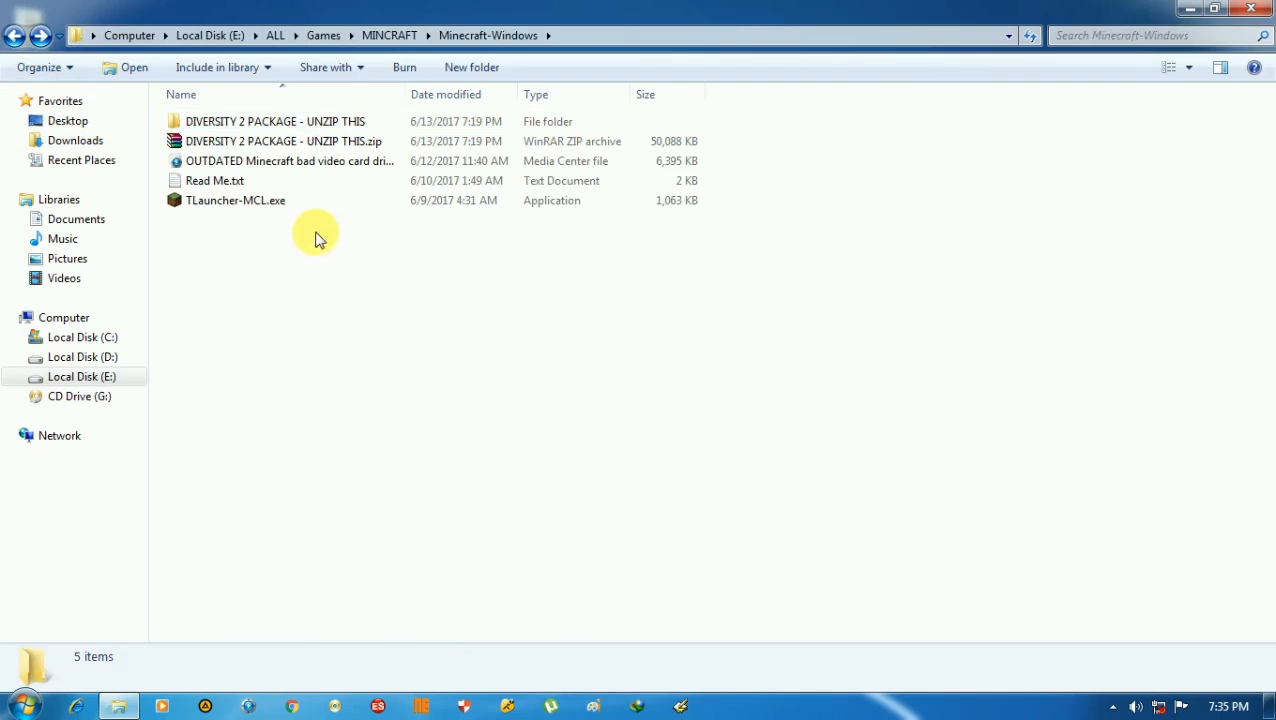 Computer Local Disk (E:) ALL Games MINCRAFT Minecraft-Windows Search Minecraft-Windows
Organize Open Include in library Share with Burn New folder
Name Date modified Type Size
Favorites
Desktop
Downloads
Recent Places
Libraries
Documents
Music
Pictures
Videos
Computer
Local Disk (C:)
Local Disk (D:)
Local Disk (E:)
CD Drive (G:)
Network
DIVERSITY 2 PACKAGE - UNZIP THIS 6/13/2017 7:19 PM File folder
DIVERSITY 2 PACKAGE - UNZIP THIS.zip 6/13/2017 7:19 PM WinRAR ZIP archive 50,088 KB
OUTDATED Minecraft bad video card dri... 6/12/2017 11:40 AM Media Center file 6,395 KB
Read Me.txt 6/10/2017 1:49 AM Text Document 2 KB
TLauncher-MCL.exe 6/9/2017 4:31 AM Application 1,063 KB
5 items
ES
7:35 PM